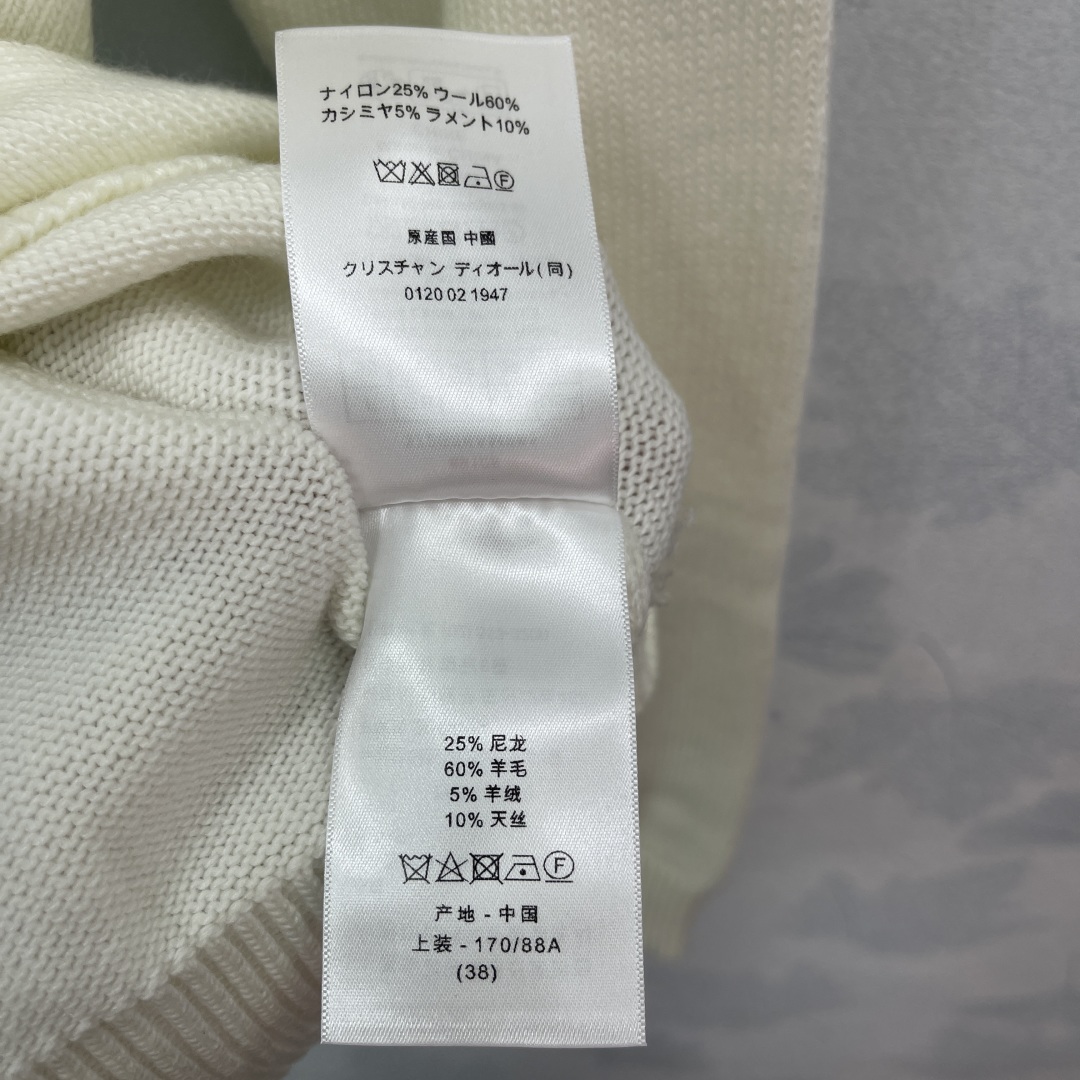 ナイロン25% ウール60%
カシミヤ5% ラメント10%
F
原産国 中國
クリスチャン ディオール(同)
0120 02 1947
25% 尼龙
60% 羊毛
5% 羊绒
10% 天丝
F
产地 - 中国
上装 - 170/88A
(38)